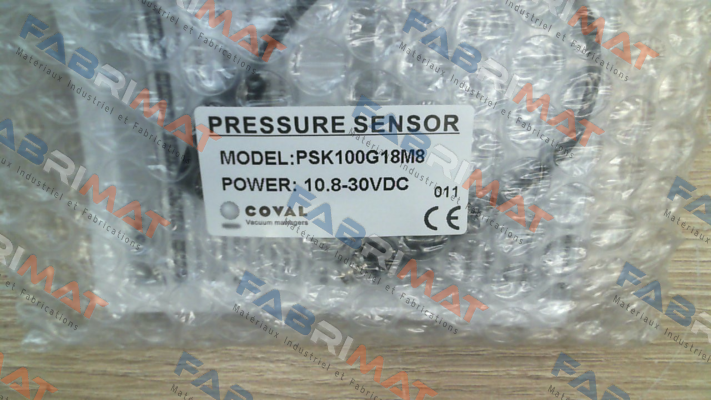 PRESSURE SENSOR
MODEL:PSK100G18M8
POWER: 10.8-30VDC
011
COVAL
Vacuum managers
CE
FABRIMAT
Materiaux Industriel et Fabrications